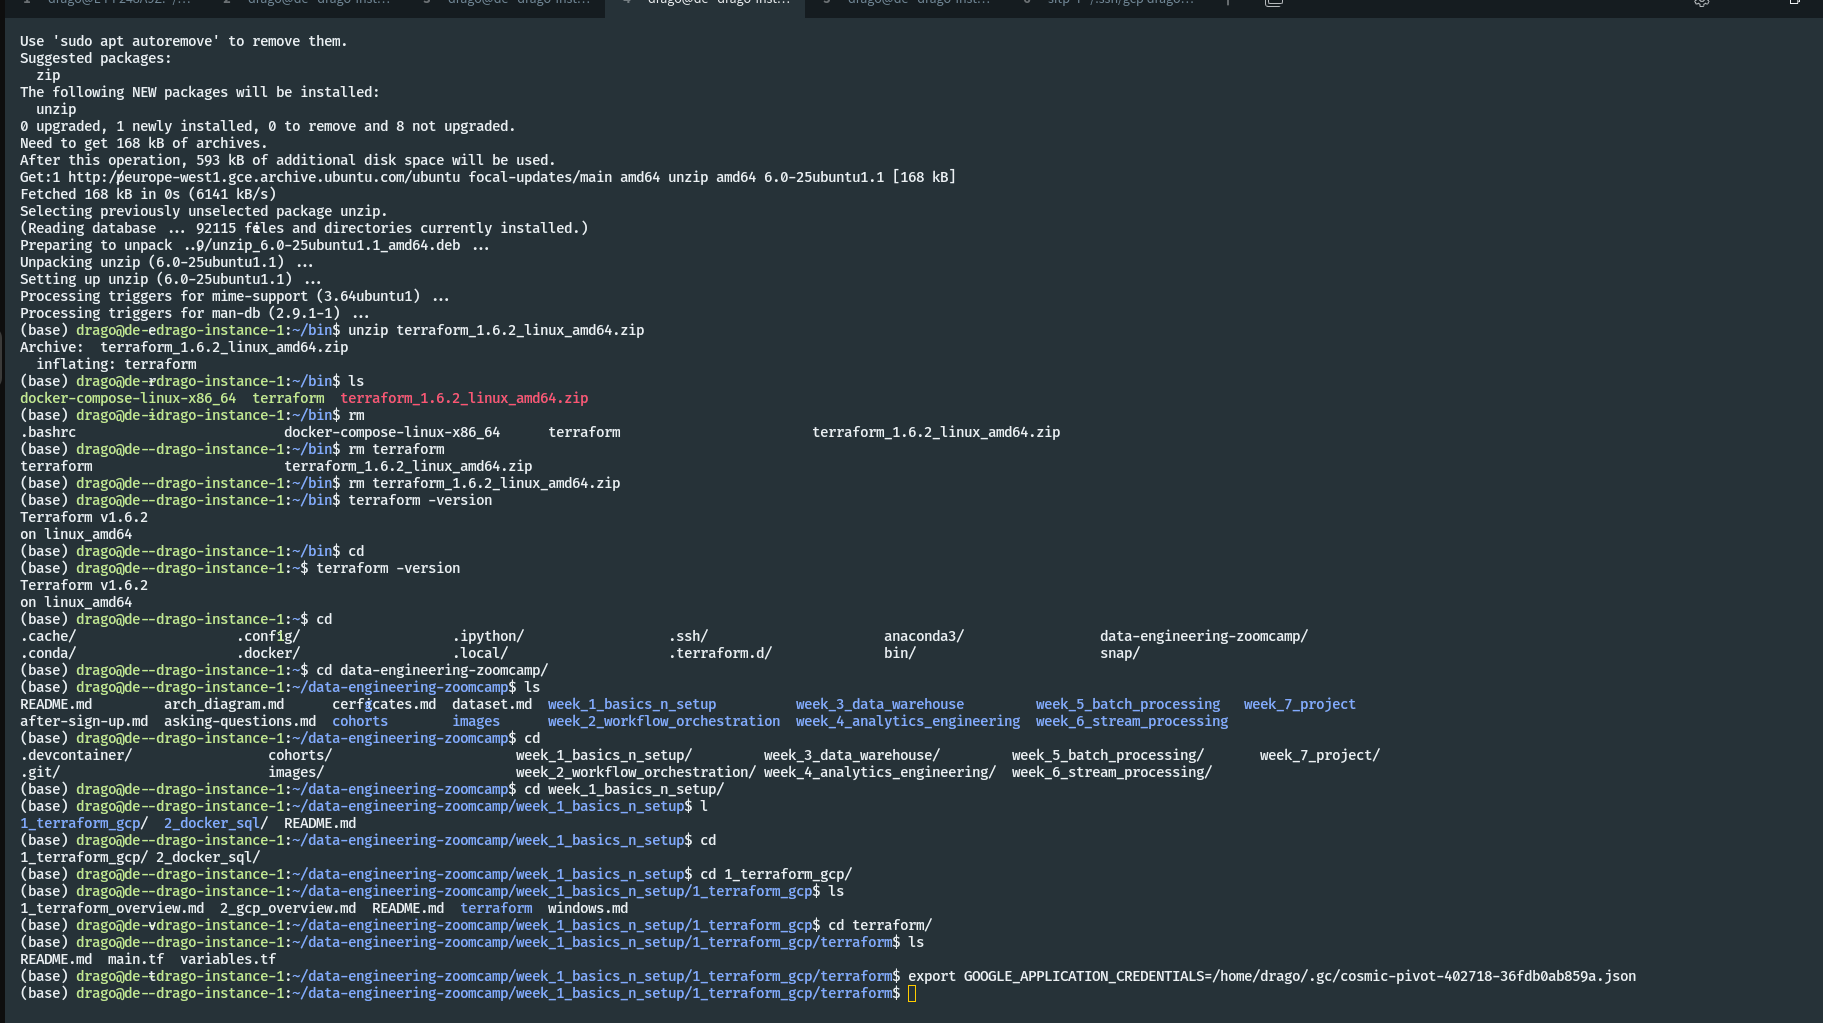 Use 'sudo apt autoremove' to remove them.
Suggested packages:
  zip
The following NEW packages will be installed:
  unzip
0 upgraded, 1 newly installed, 0 to remove and 8 not upgraded.
Need to get 168 kB of archives.
After this operation, 593 kB of additional disk space will be used.
Get:1 http://europe-west1.gce.archive.ubuntu.com/ubuntu focal-updates/main amd64 unzip amd64 6.0-25ubuntu1.1 [168 kB]
Fetched 168 kB in 0s (6141 kB/s)
Selecting previously unselected package unzip.
(Reading database ... 92115 files and directories currently installed.)
Preparing to unpack .../unzip_6.0-25ubuntu1.1_amd64.deb ...
Unpacking unzip (6.0-25ubuntu1.1) ...
Setting up unzip (6.0-25ubuntu1.1) ...
Processing triggers for mime-support (3.64ubuntu1) ...
Processing triggers for man-db (2.9.1-1) ...
(base) drago@de--drago-instance-1:~/bin$ unzip terraform_1.6.2_linux_amd64.zip
Archive:  terraform_1.6.2_linux_amd64.zip
  inflating: terraform
(base) drago@de--drago-instance-1:~/bin$ ls
docker-compose-linux-x86_64  terraform  terraform_1.6.2_linux_amd64.zip
(base) drago@de--drago-instance-1:~/bin$ rm
.bashrc  docker-compose-linux-x86_64  terraform  terraform_1.6.2_linux_amd64.zip
(base) drago@de--drago-instance-1:~/bin$ rm terraform
terraform  terraform_1.6.2_linux_amd64.zip
(base) drago@de--drago-instance-1:~/bin$ rm terraform_1.6.2_linux_amd64.zip
(base) drago@de--drago-instance-1:~/bin$ terraform -version
Terraform v1.6.2
on linux_amd64
(base) drago@de--drago-instance-1:~/bin$ cd
(base) drago@de--drago-instance-1:~$ terraform -version
Terraform v1.6.2
on linux_amd64
(base) drago@de--drago-instance-1:~$ cd
.cache/  .config/  .ipython/  .ssh/  anaconda3/  data-engineering-zoomcamp/
.conda/  .docker/  .local/  .terraform.d/  bin/  snap/
(base) drago@de--drago-instance-1:~$ cd data-engineering-zoomcamp/
(base) drago@de--drago-instance-1:~/data-engineering-zoomcamp$ ls
README.md  arch_diagram.md  cerficates.md  dataset.md  week_1_basics_n_setup  week_3_data_warehouse  week_5_batch_processing  week_7_project
after-sign-up.md  asking-questions.md  cohorts  images  week_2_workflow_orchestration  week_4_analytics_engineering  week_6_stream_processing
(base) drago@de--drago-instance-1:~/data-engineering-zoomcamp$ cd
.devcontainer/  cohorts/  week_1_basics_n_setup/  week_3_data_warehouse/  week_5_batch_processing/  week_7_project/
.git/  images/  week_2_workflow_orchestration/ week_4_analytics_engineering/  week_6_stream_processing/
(base) drago@de--drago-instance-1:~/data-engineering-zoomcamp$ cd week_1_basics_n_setup/
(base) drago@de--drago-instance-1:~/data-engineering-zoomcamp/week_1_basics_n_setup$ l
1_terraform_gcp/  2_docker_sql/  README.md
(base) drago@de--drago-instance-1:~/data-engineering-zoomcamp/week_1_basics_n_setup$ cd
1_terraform_gcp/ 2_docker_sql/
(base) drago@de--drago-instance-1:~/data-engineering-zoomcamp/week_1_basics_n_setup$ cd 1_terraform_gcp/
(base) drago@de--drago-instance-1:~/data-engineering-zoomcamp/week_1_basics_n_setup/1_terraform_gcp$ ls
1_terraform_overview.md  2_gcp_overview.md  README.md  terraform  windows.md
(base) drago@de--drago-instance-1:~/data-engineering-zoomcamp/week_1_basics_n_setup/1_terraform_gcp$ cd terraform/
(base) drago@de--drago-instance-1:~/data-engineering-zoomcamp/week_1_basics_n_setup/1_terraform_gcp/terraform$ ls
README.md  main.tf  variables.tf
(base) drago@de--drago-instance-1:~/data-engineering-zoomcamp/week_1_basics_n_setup/1_terraform_gcp/terraform$ export GOOGLE_APPLICATION_CREDENTIALS=/home/drago/.gc/cosmic-pivot-402718-36fdb0ab859a.json
(base) drago@de--drago-instance-1:~/data-engineering-zoomcamp/week_1_basics_n_setup/1_terraform_gcp/terraform$